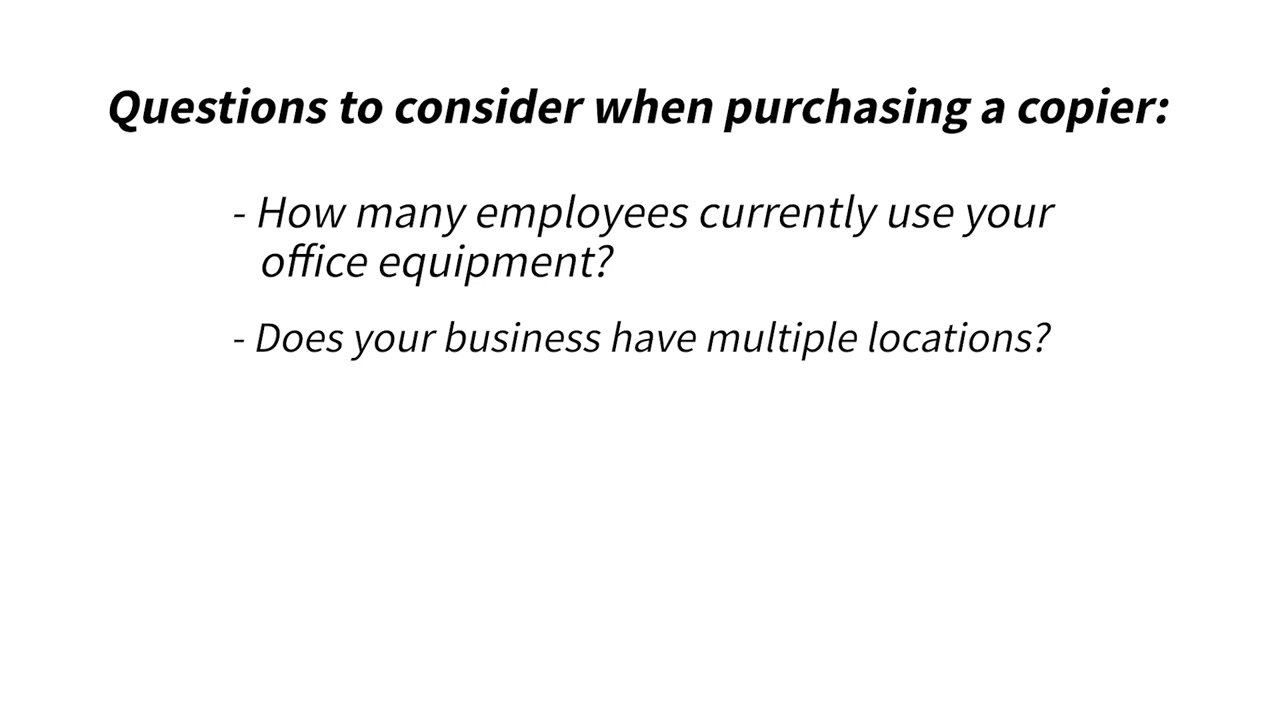 Questions to consider when purchasing a copier:
- How many employees currently use your
office equipment?
- Does your business have multiple locations?